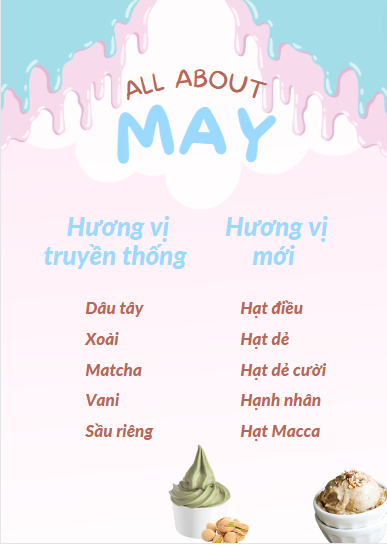 ALL ABOUT
MAY
Hương vị
truyền thống
Dâu tây
Xoài
Matcha
Vani
Sầu riêng
Hương vị
mới
Hạt điều
Hạt dẻ
Hạt dẻ cười
Hạnh nhân
Hạt Macca